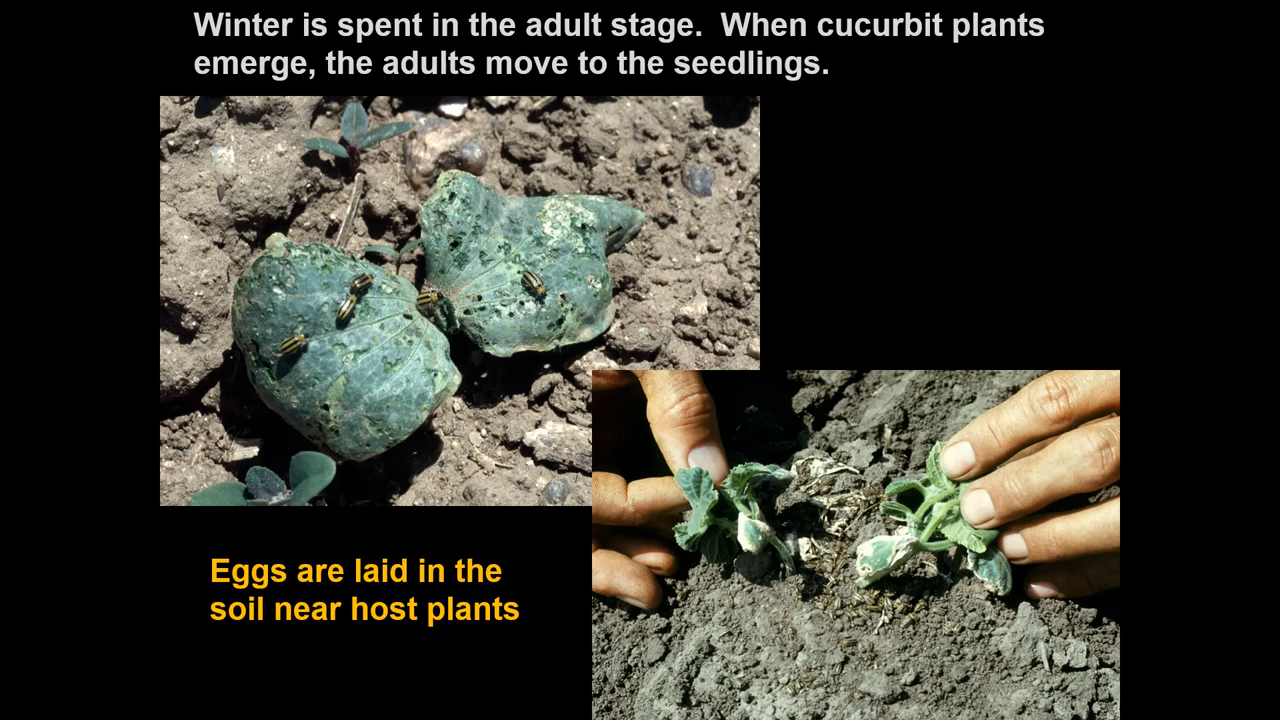 Winter is spent in the adult stage.  When cucurbit plants
emerge, the adults move to the seedlings.
Eggs are laid in the
soil near host plants